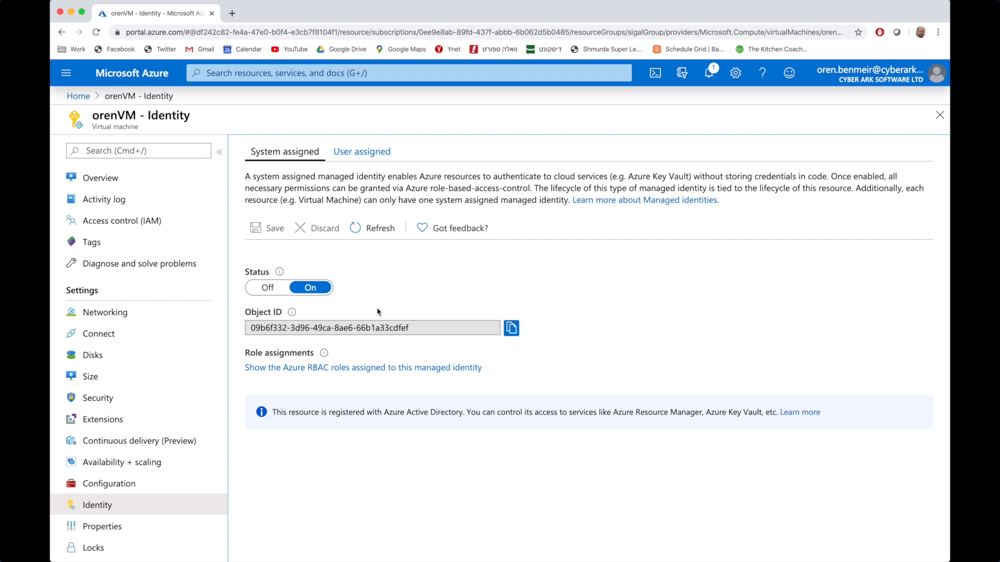 orenVM - Identity - Microsoft Az
portal.azure.com/#@df242c82-fe4a-47e0-b0f4-e3cb7f8104f1/resource/subscriptions/0ee9e8ab-89fd-437f-abbb-6b062d5b0485/resourceGroups/sigalGroup/providers/Microsoft.Compute/virtualMachines/oren...
Work Facebook Twitter Gmail 26 Calendar YouTube Google Drive Google Maps Ynet וואלה ספורט דיסקונט Shmurda Super Le... Schedule Grid | Ba... The Kitchen Coach...
Microsoft Azure
Search resources, services, and docs (G+/)
1
oren.benmeir@cyberark...
CYBER ARK SOFTWARE LTD
Home > orenVM - Identity
orenVM - Identity
Virtual machine
Search (Cmd+/)
Overview
Activity log
Access control (IAM)
Tags
Diagnose and solve problems
Settings
Networking
Connect
Disks
Size
Security
Extensions
Continuous delivery (Preview)
Availability + scaling
Configuration
Identity
Properties
Locks
System assigned User assigned
A system assigned managed identity enables Azure resources to authenticate to cloud services (e.g. Azure Key Vault) without storing credentials in code. Once enabled, all
necessary permissions can be granted via Azure role-based-access-control. The lifecycle of this type of managed identity is tied to the lifecycle of this resource. Additionally, each
resource (e.g. Virtual Machine) can only have one system assigned managed identity. Learn more about Managed identities.
Save Discard Refresh Got feedback?
Status
Off On
Object ID
09b6f332-3d96-49ca-8ae6-66b1a33cdfef
Role assignments
Show the Azure RBAC roles assigned to this managed identity
This resource is registered with Azure Active Directory. You can control its access to services like Azure Resource Manager, Azure Key Vault, etc. Learn more